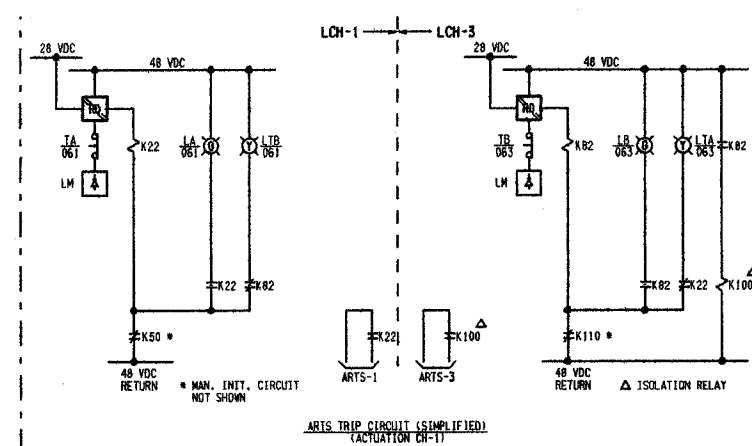 LCH-1
LCH-3
28 VDC
48 VDC
RD
TA
061
K22
LA
061
LTB
061
LM
K22
K82
K50 *
48 VDC
RETURN
* MAN. INIT. CIRCUIT
NOT SHOWN
K22
ARTS-1
K100 Δ
ARTS-3
28 VDC
48 VDC
RD
TB
063
K82
LB
063
Y
LTA
063
K82
LM
K82
K22
K100 Δ
K110 *
48 VDC
RETURN
Δ ISOLATION RELAY
ARTS TRIP CIRCUIT (SIMPLIFIED)
(ACTUATION CH-1)